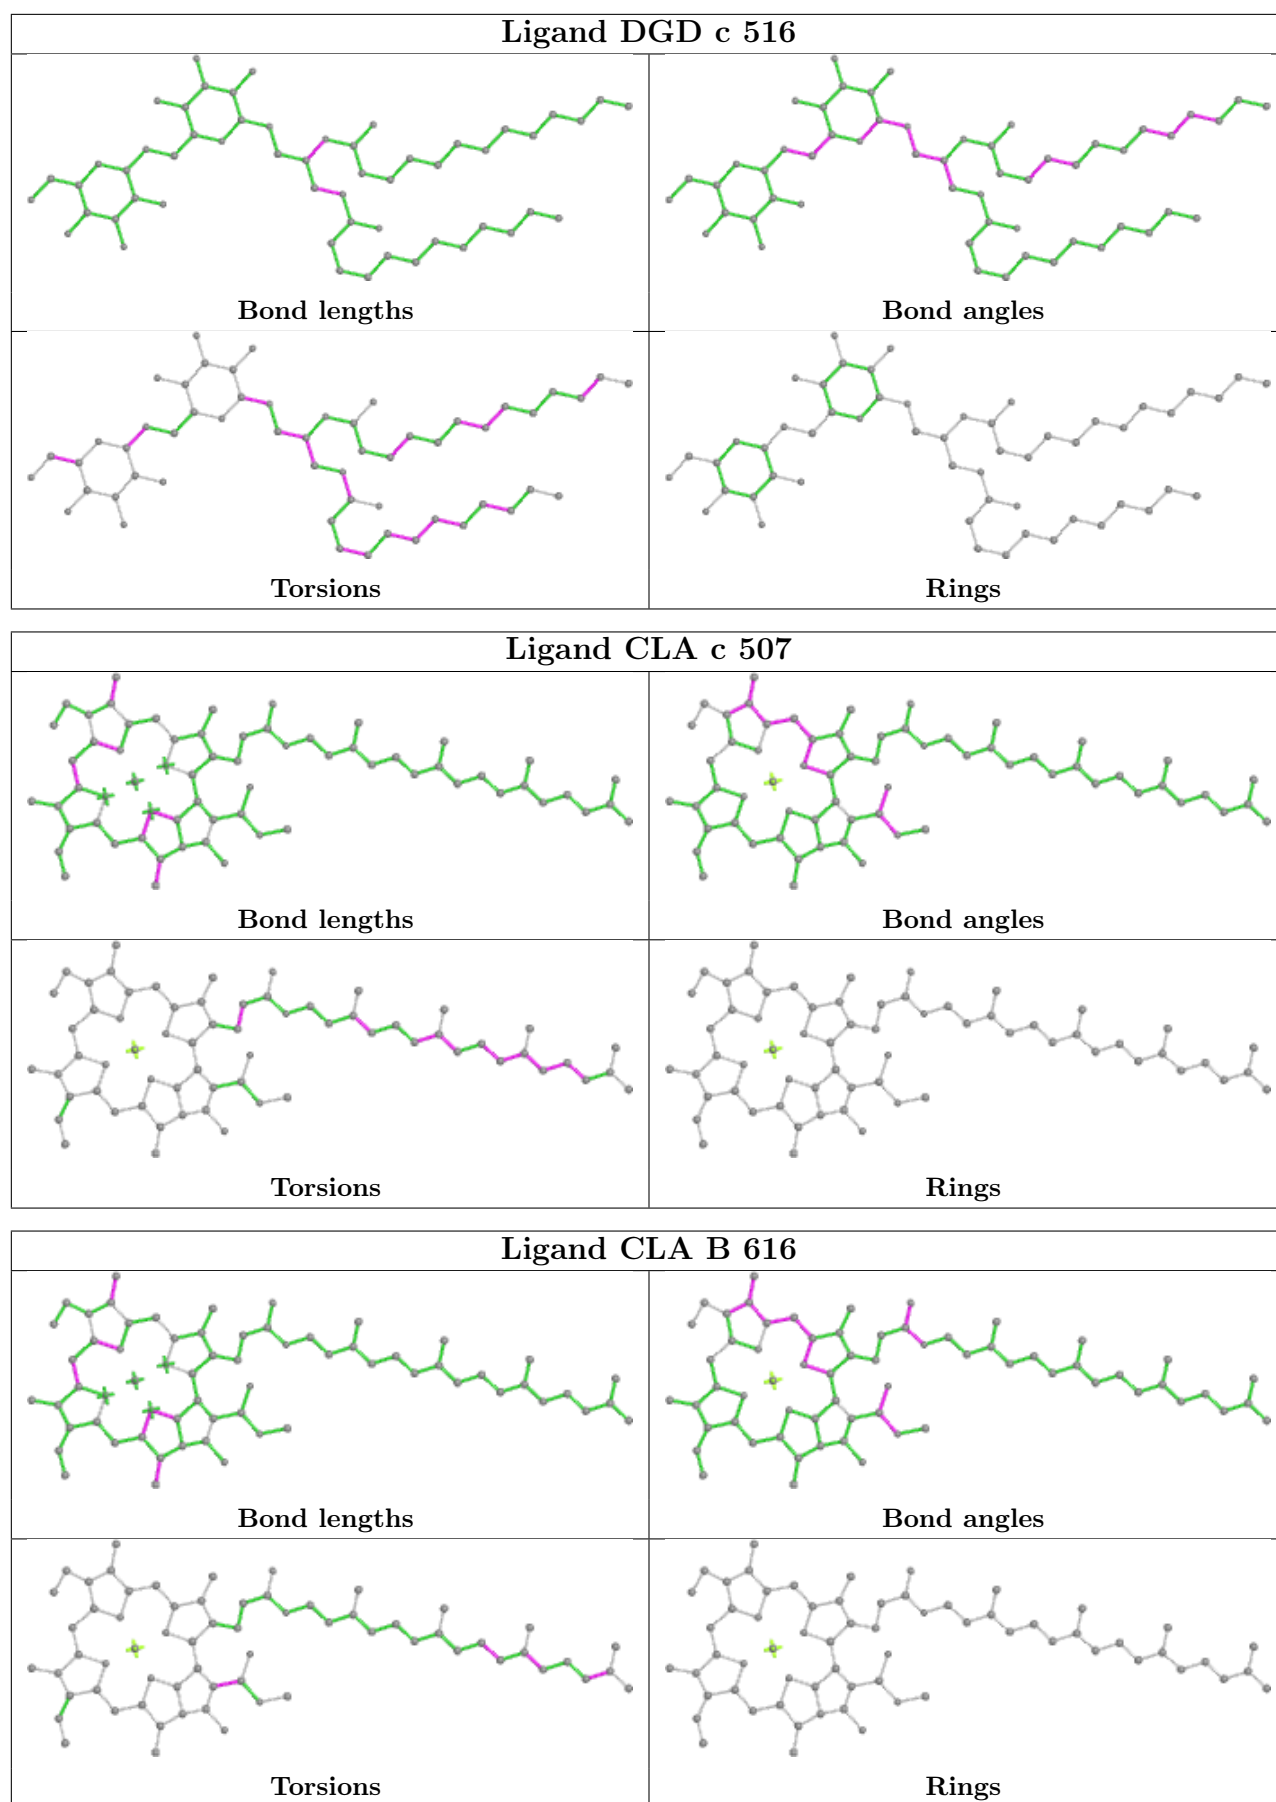 Ligand DGD c 516
Bond lengths
Bond angles
Torsions
Rings
Ligand CLA c 507
Bond lengths
Bond angles
Torsions
Rings
Ligand CLA B 616
Bond lengths
Bond angles
Torsions
Rings